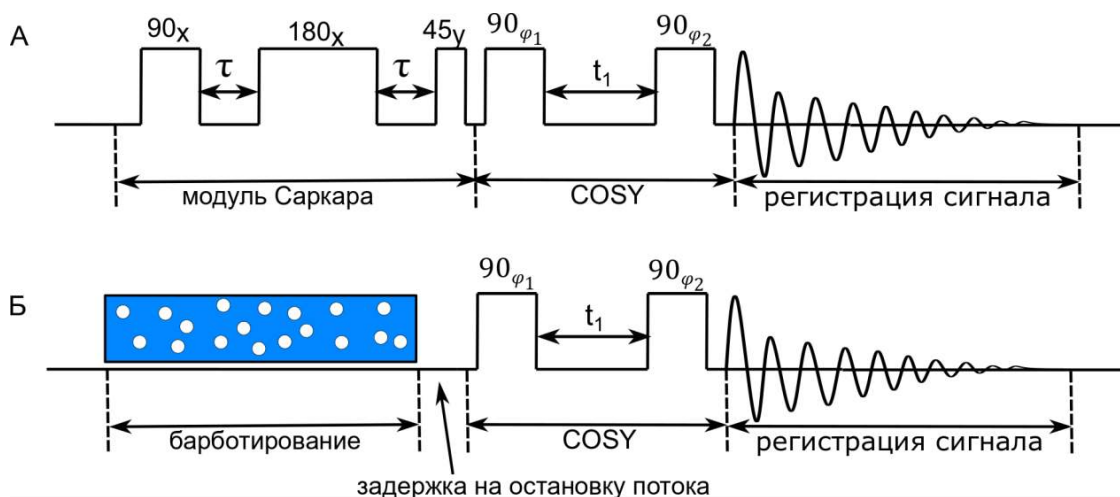 А
90x 180x 45y 90φ1 90φ2
τ τ t1
модуль Саркара COSY регистрация сигнала
Б
90φ1 90φ2
t1
барботирование COSY регистрация сигнала
задержка на остановку потока